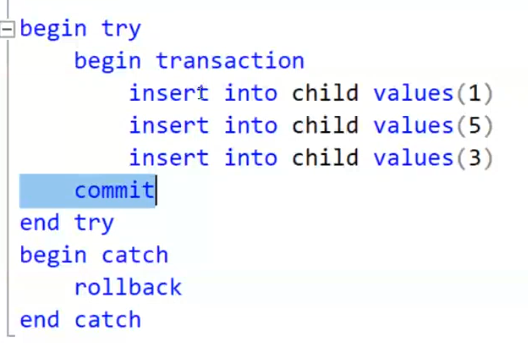 begin try
begin transaction
insert into child values(1)
insert into child values(5)
insert into child values(3)
commit
end try
begin catch
rollback
end catch